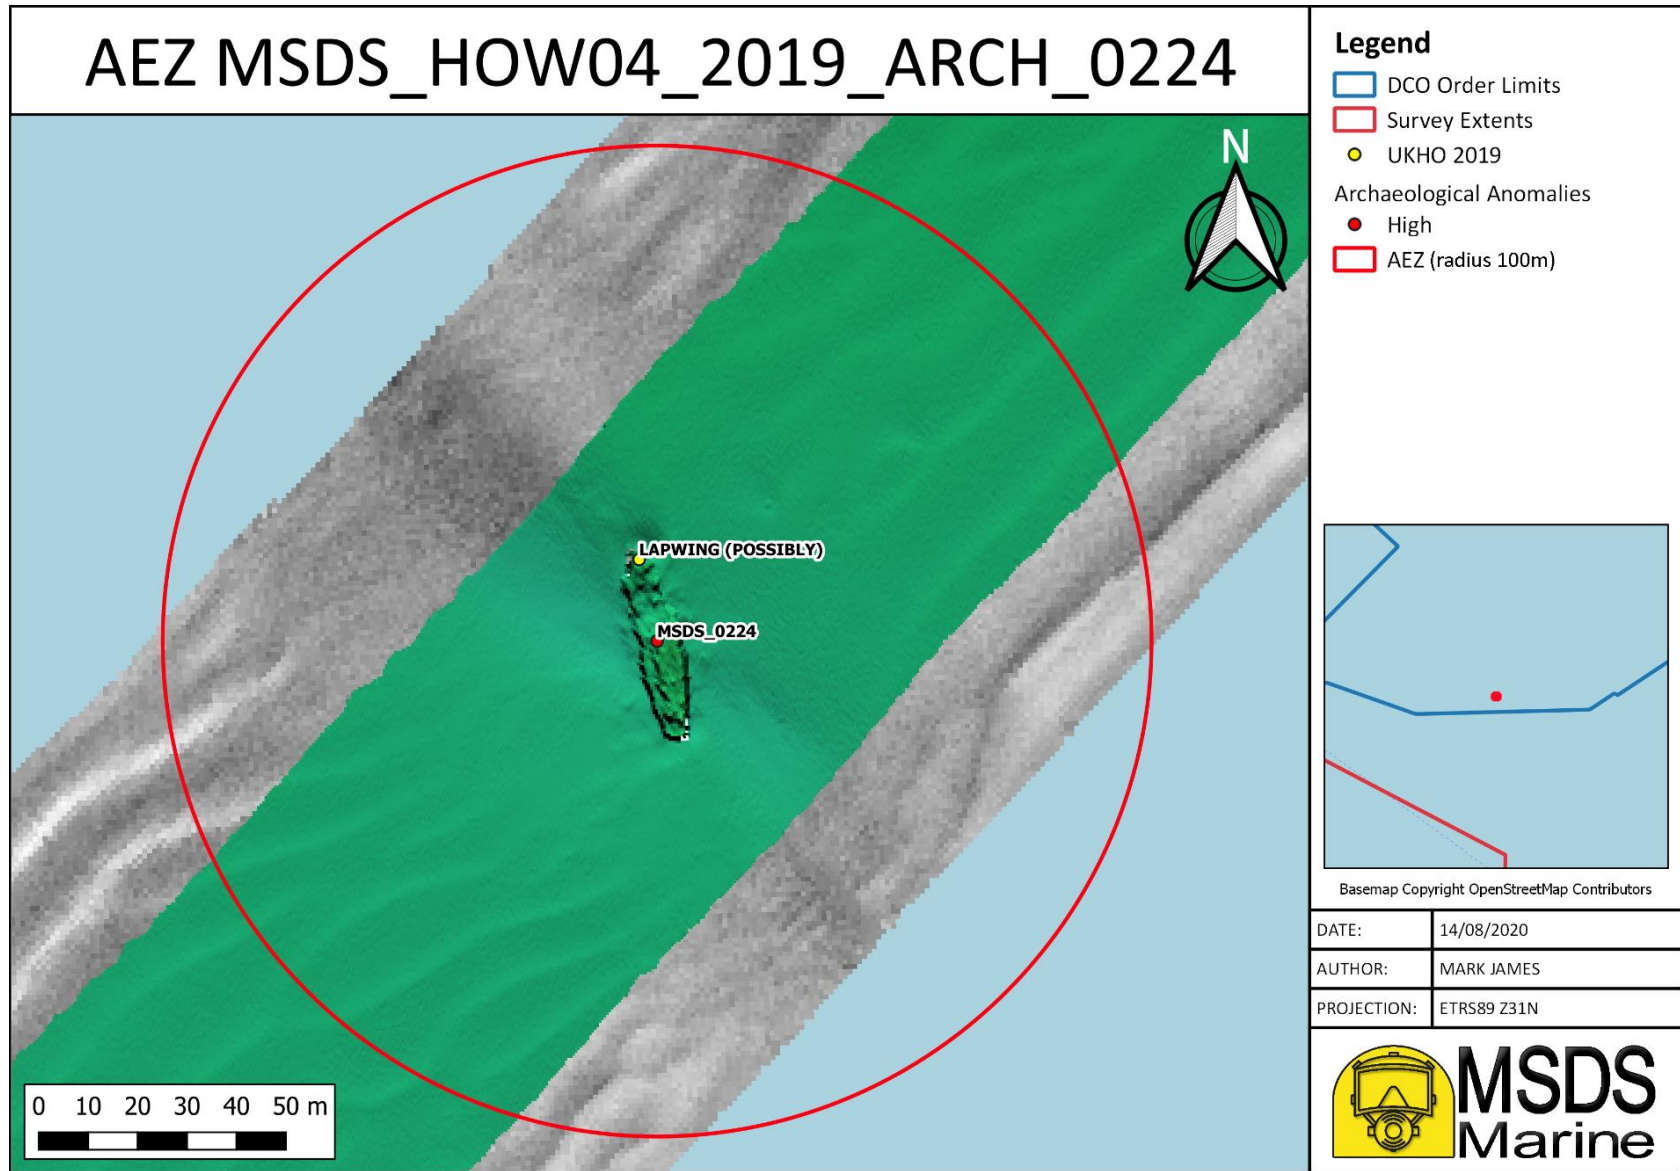 AEZ MSDS_HOW04_2019_ARCH_0224
N
LAPWING (POSSIBLY)
MSDS_0224
0 10 20 30 40 50 m
Legend
DCO Order Limits
Survey Extents
UKHO 2019
Archaeological Anomalies
High
AEZ (radius 100m)
Basemap Copyright OpenStreetMap Contributors
DATE: 14/08/2020
AUTHOR: MARK JAMES
PROJECTION: ETRS89 Z31N
MSDS
Marine